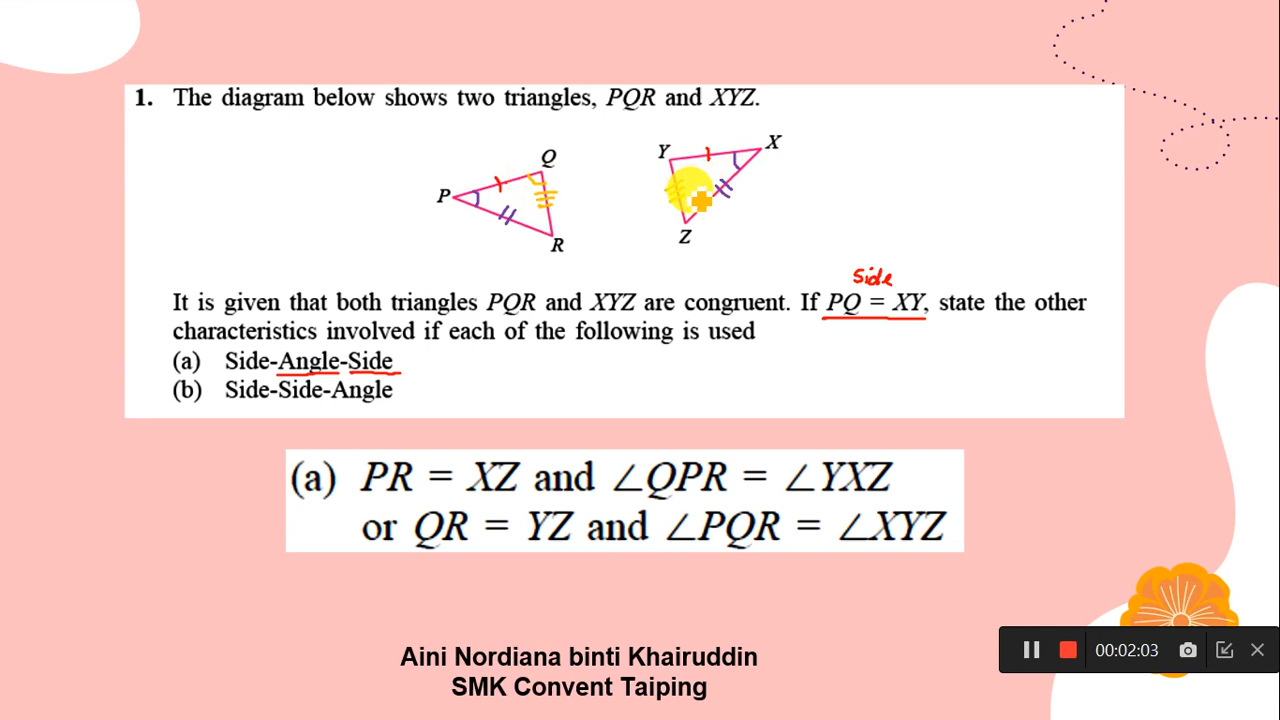 1. The diagram below shows two triangles, PQR and XYZ.
Q
P
R
Y
X
Z
Side
It is given that both triangles PQR and XYZ are congruent. If PQ = XY, state the other
characteristics involved if each of the following is used
(a) Side-Angle-Side
(b) Side-Side-Angle
(a) PR = XZ and ∠QPR = ∠YXZ
or QR = YZ and ∠PQR = ∠XYZ
Aini Nordiana binti Khairuddin
SMK Convent Taiping
00:02:03